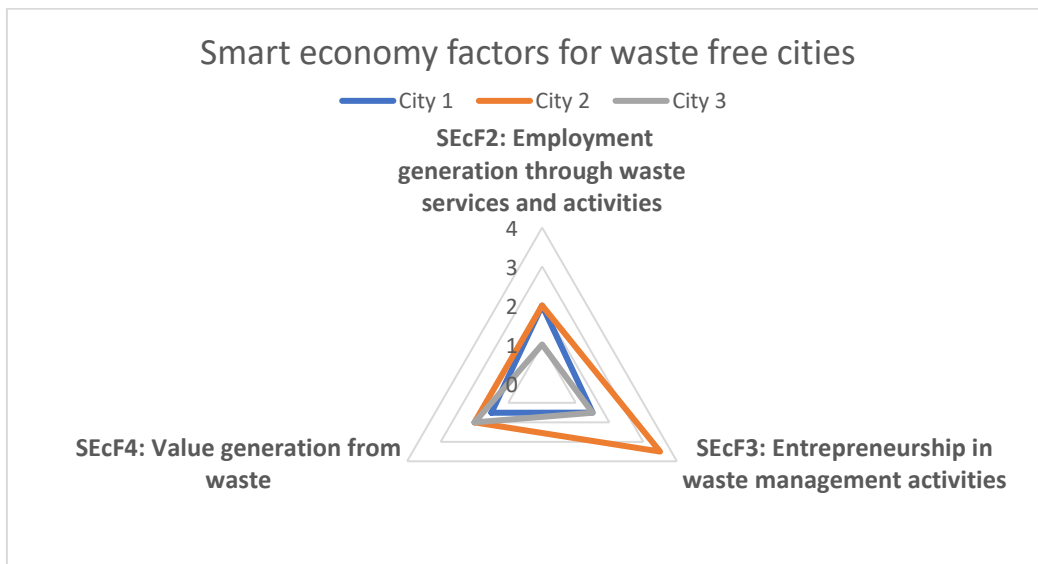 Smart economy factors for waste free cities
City 1 City 2 City 3
SEcF2: Employment
generation through waste
services and activities
4
3
2
1
0
SEcF4: Value generation from
waste
SEcF3: Entrepreneurship in
waste management activities